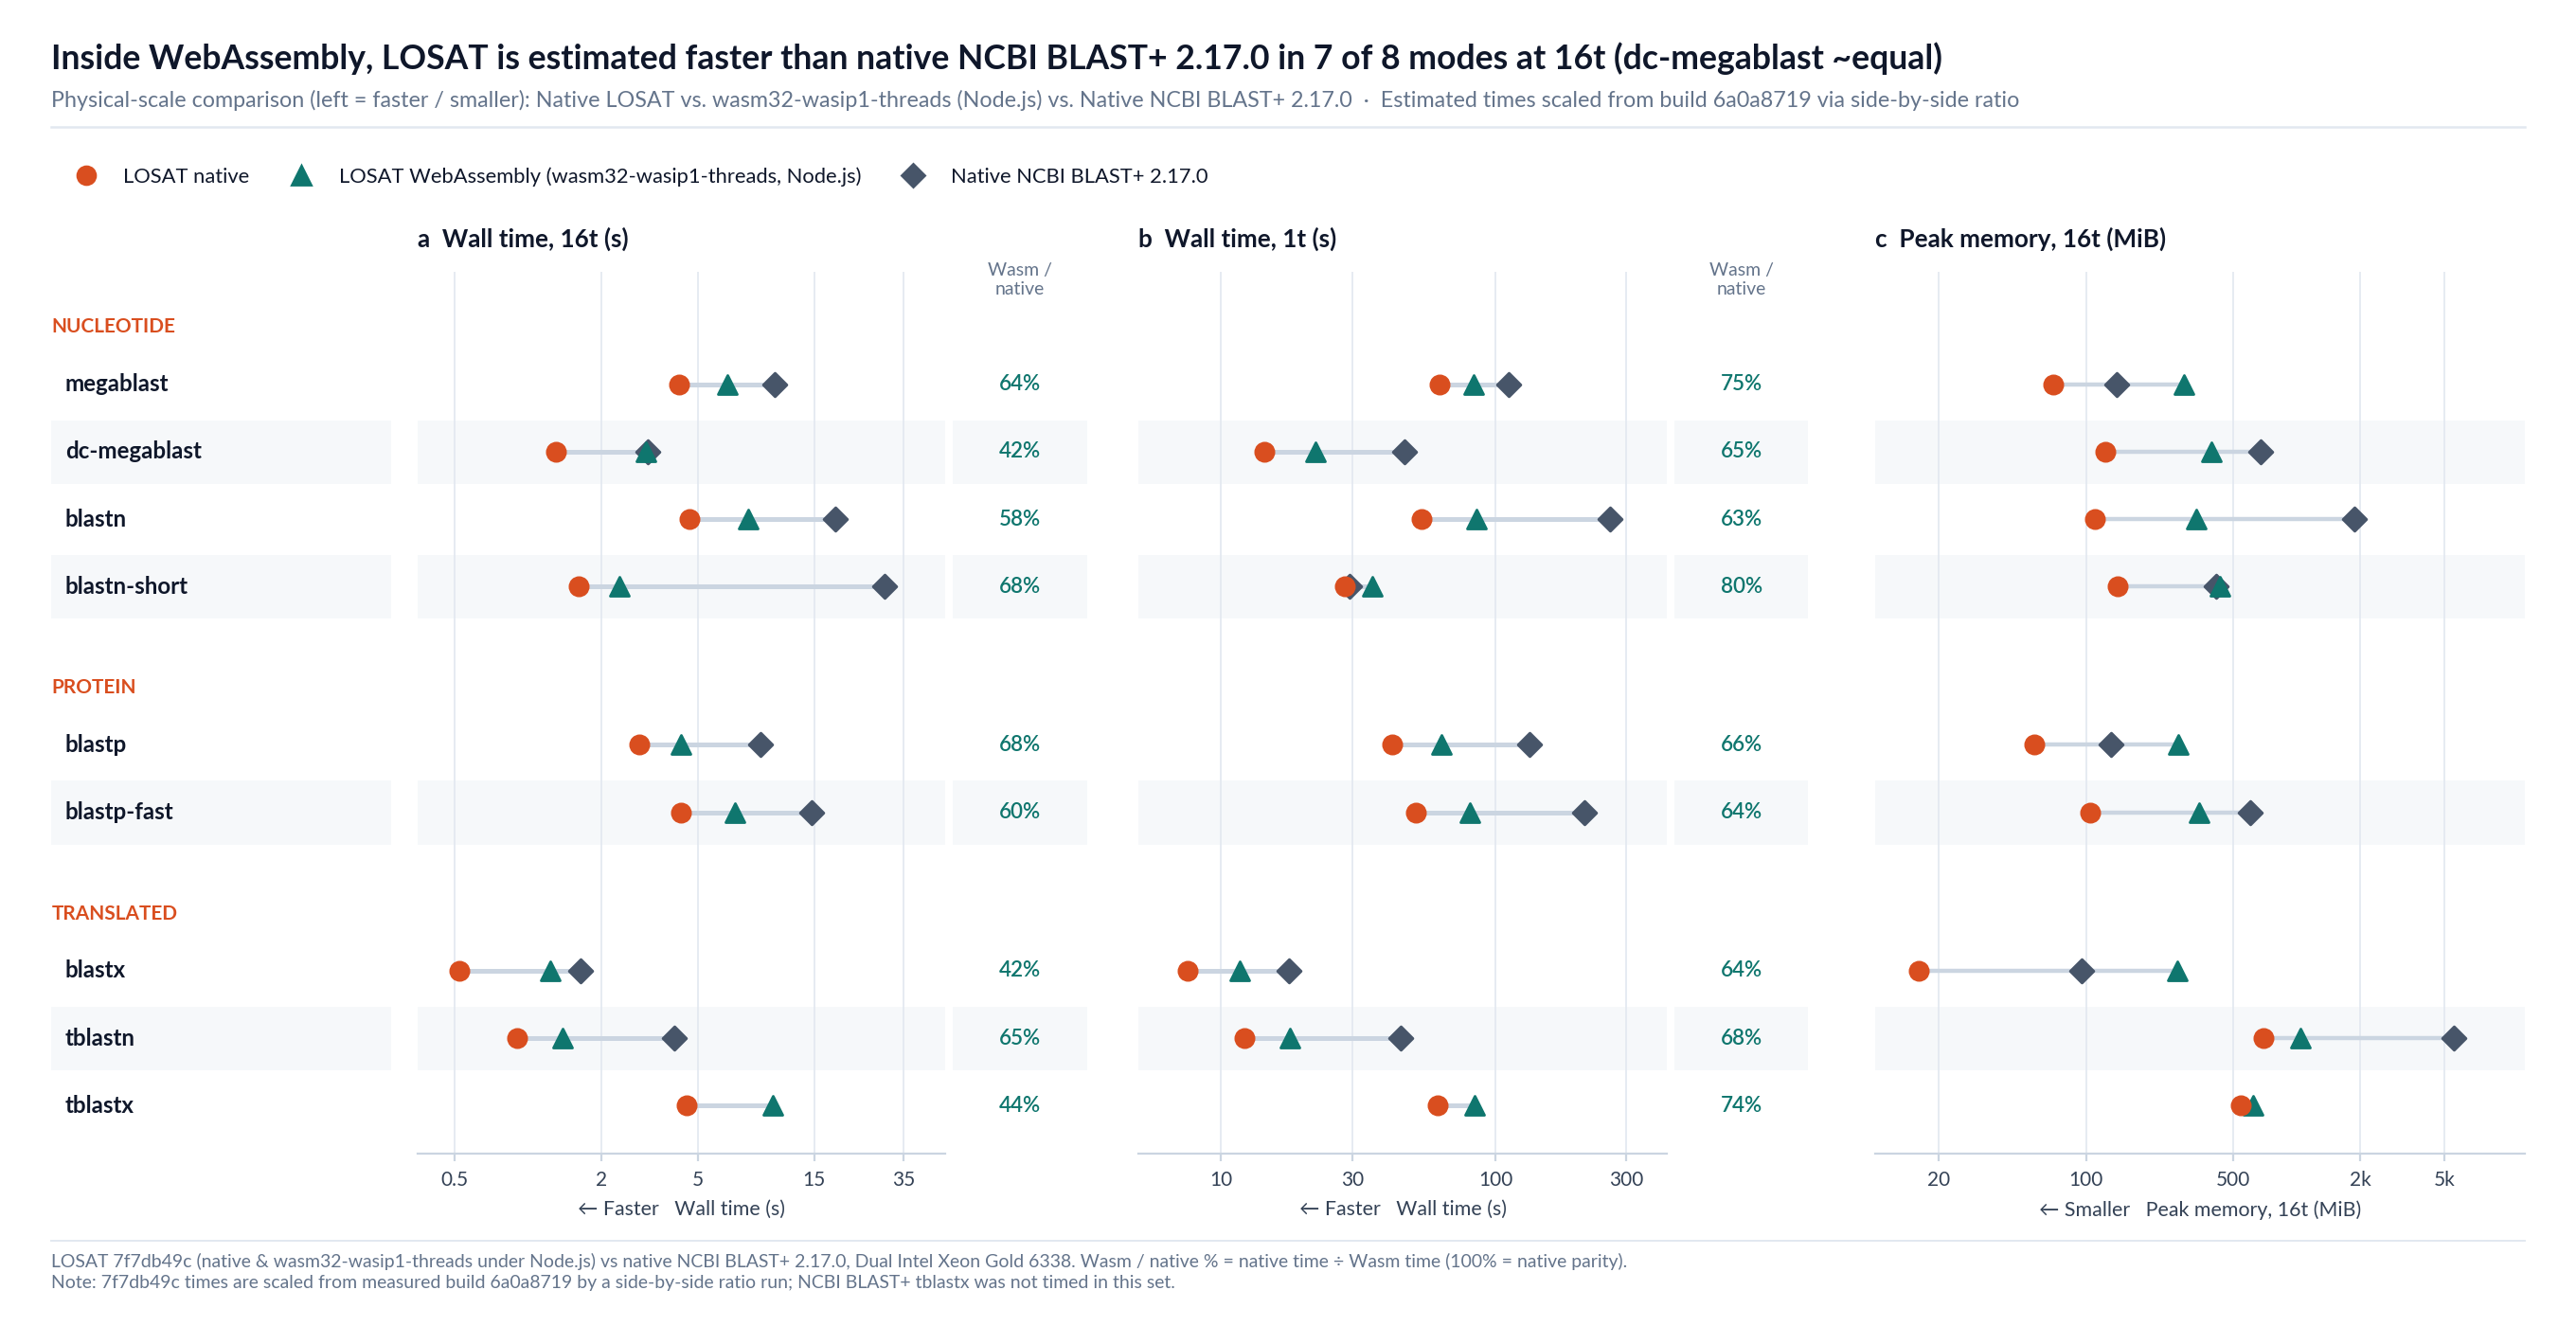 Inside WebAssembly, LOSAT is estimated faster than native NCBI BLAST+ 2.17.0 in 7 of 8 modes at 16t (dc-megablast ~equal)
Physical-scale comparison (left = faster / smaller): Native LOSAT vs. wasm32-wasip1-threads (Node.js) vs. Native NCBI BLAST+ 2.17.0 · Estimated times scaled from build 6a0a8719 via side-by-side ratio
LOSAT native LOSAT WebAssembly (wasm32-wasip1-threads, Node.js) Native NCBI BLAST+ 2.17.0
a Wall time, 16t (s) b Wall time, 1t (s) c Peak memory, 16t (MiB)
Wasm / Wasm /
native native
NUCLEOTIDE
megablast 64% 75%
dc-megablast 42% 65%
blastn 58% 63%
blastn-short 68% 80%
PROTEIN
blastp 68% 66%
blastp-fast 60% 64%
TRANSLATED
blastx 42% 64%
tblastn 65% 68%
tblastx 44% 74%
0.5 2 5 15 35 10 30 100 300 20 100 500 2k 5k
← Faster Wall time (s) ← Faster Wall time (s) ← Smaller Peak memory, 16t (MiB)
LOSAT 7f7db49c (native & wasm32-wasip1-threads under Node.js) vs native NCBI BLAST+ 2.17.0, Dual Intel Xeon Gold 6338. Wasm / native % = native time ÷ Wasm time (100% = native parity).
Note: 7f7db49c times are scaled from measured build 6a0a8719 by a side-by-side ratio run; NCBI BLAST+ tblastx was not timed in this set.